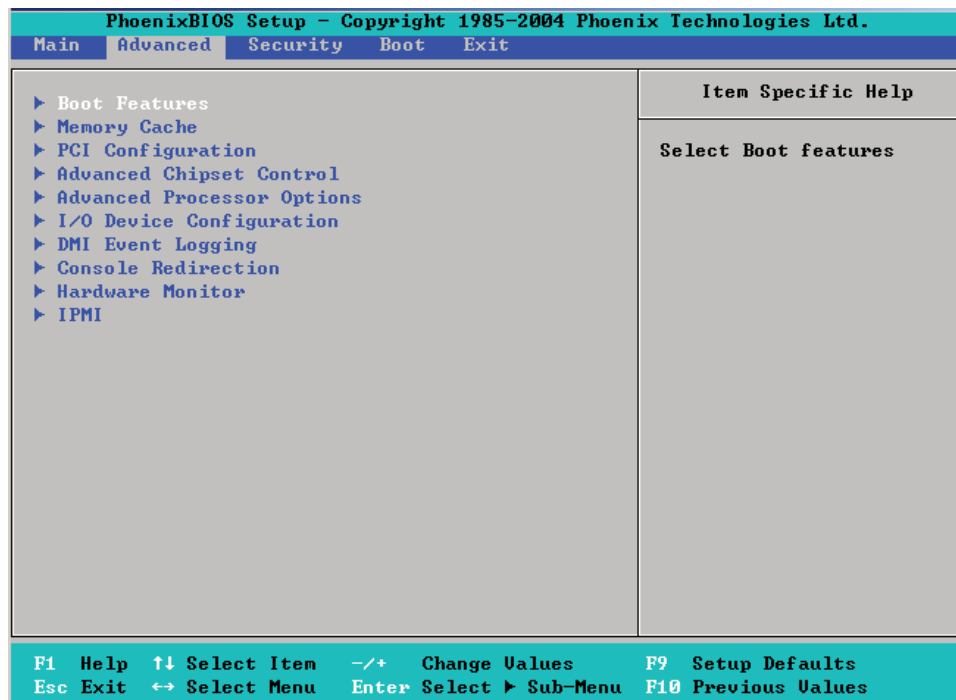 PhoenixBIOS Setup - Copyright 1985-2004 Phoenix Technologies Ltd.
Main Advanced Security Boot Exit
Boot Features
Memory Cache
PCI Configuration
Advanced Chipset Control
Advanced Processor Options
I/O Device Configuration
DMI Event Logging
Console Redirection
Hardware Monitor
IPMI
Item Specific Help
Select Boot features
F1 Help ↑↓ Select Item -/+ Change Values F9 Setup Defaults
Esc Exit ↔ Select Menu Enter Select ▶ Sub-Menu F10 Previous Values